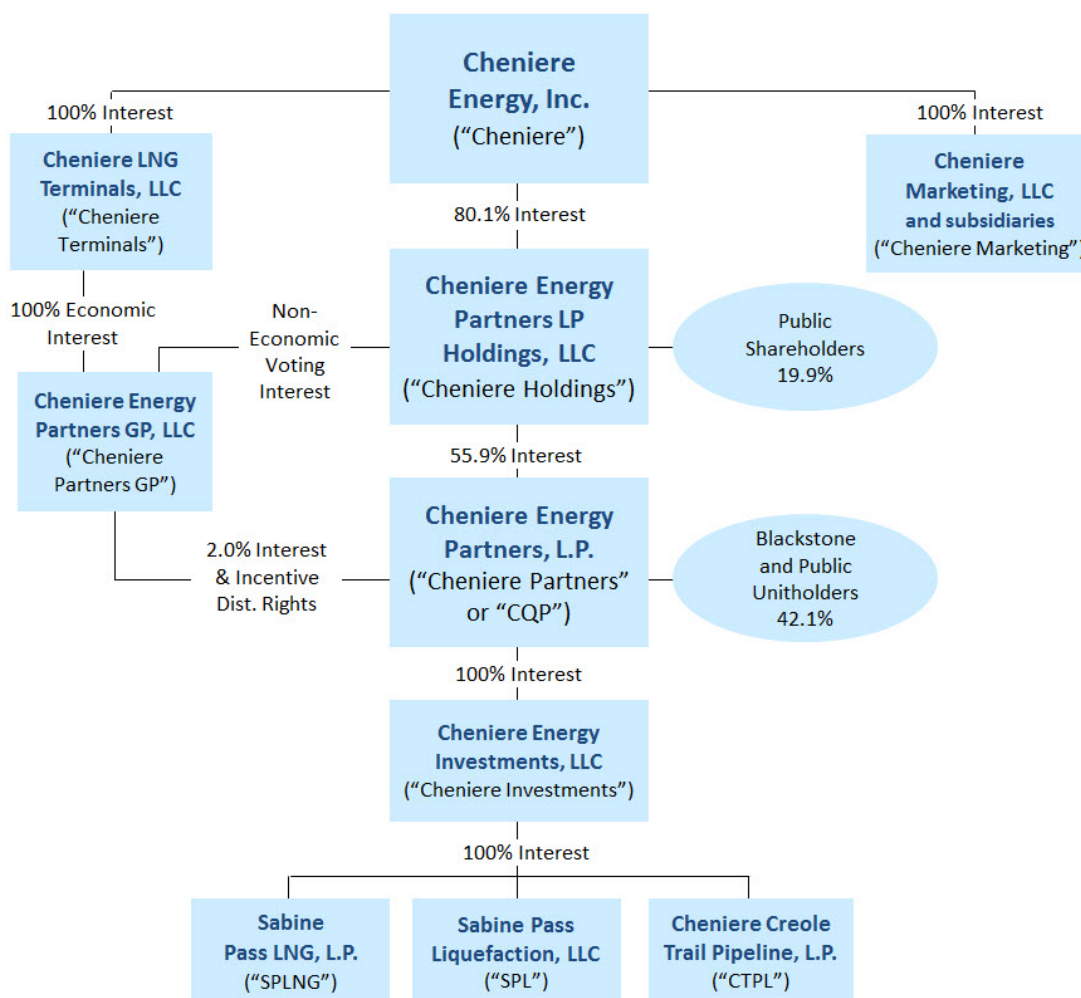 Cheniere
Energy, Inc.
(“Cheniere”)
100% Interest
100% Interest
Cheniere LNG
Terminals, LLC
(“Cheniere
Terminals”)
80.1% Interest
Cheniere
Marketing, LLC
and subsidiaries
(“Cheniere Marketing”)
100% Economic
Interest
Non-
Economic
Voting
Interest
Cheniere Energy
Partners LP
Holdings, LLC
(“Cheniere Holdings”)
Public
Shareholders
19.9%
Cheniere Energy
Partners GP, LLC
(“Cheniere
Partners GP”)
55.9% Interest
2.0% Interest
& Incentive
Dist. Rights
Cheniere Energy
Partners, L.P.
(“Cheniere Partners”
or “CQP”)
Blackstone
and Public
Unitholders
42.1%
100% Interest
Cheniere Energy
Investments, LLC
(“Cheniere Investments”)
100% Interest
Sabine
Pass LNG, L.P.
(“SPLNG”)
Sabine Pass
Liquefaction, LLC
(“SPL”)
Cheniere Creole
Trail Pipeline, L.P.
(“CTPL”)